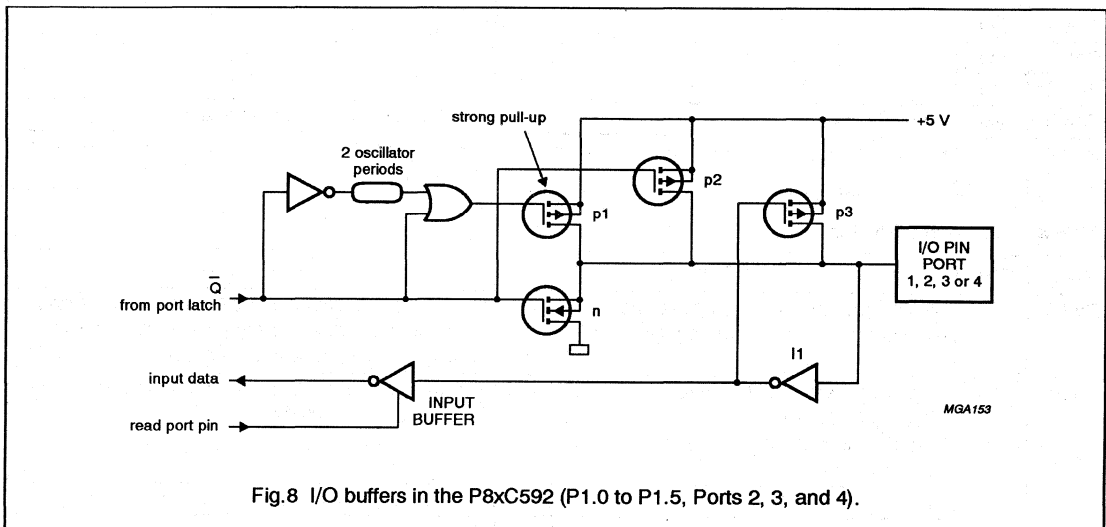 strong pull-up
+5 V
2 oscillator
periods
p2
p1
p3
I/O PIN
PORT
1, 2, 3 or 4
Q
from port latch
n
I1
input data
INPUT
BUFFER
read port pin
MGA153
Fig.8 I/O buffers in the P8xC592 (P1.0 to P1.5, Ports 2, 3, and 4).